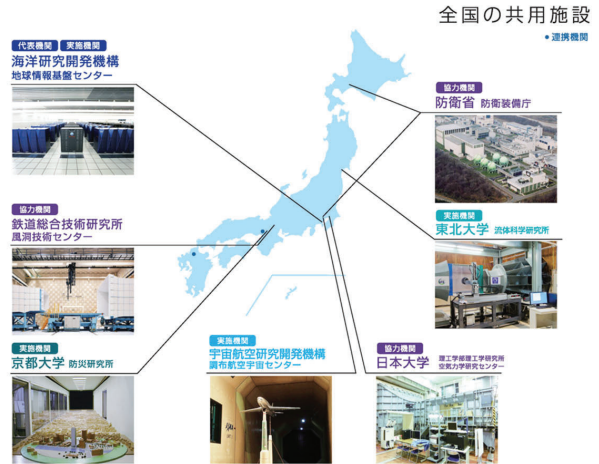 全国の共用施設
●連携機関
代表機関 実施機関
海洋研究開発機構
地球情報基盤センター
協力機関
防衛省 防衛装備庁
協力機関
鉄道総合技術研究所
風洞技術センター
実施機関
東北大学 流体科学研究所
実施機関
京都大学 防災研究所
実施機関
宇宙航空研究開発機構
調布航空宇宙センター
協力機関
日本大学 理工学部理工学研究所
空気力学研究センター